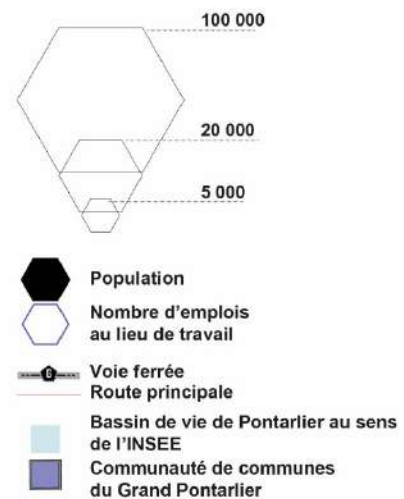 100 000
20 000
5 000
Population
Nombre d'emplois
au lieu de travail
Voie ferrée
Route principale
Bassin de vie de Pontarlier au sens
de l'INSEE
Communauté de communes
du Grand Pontarlier